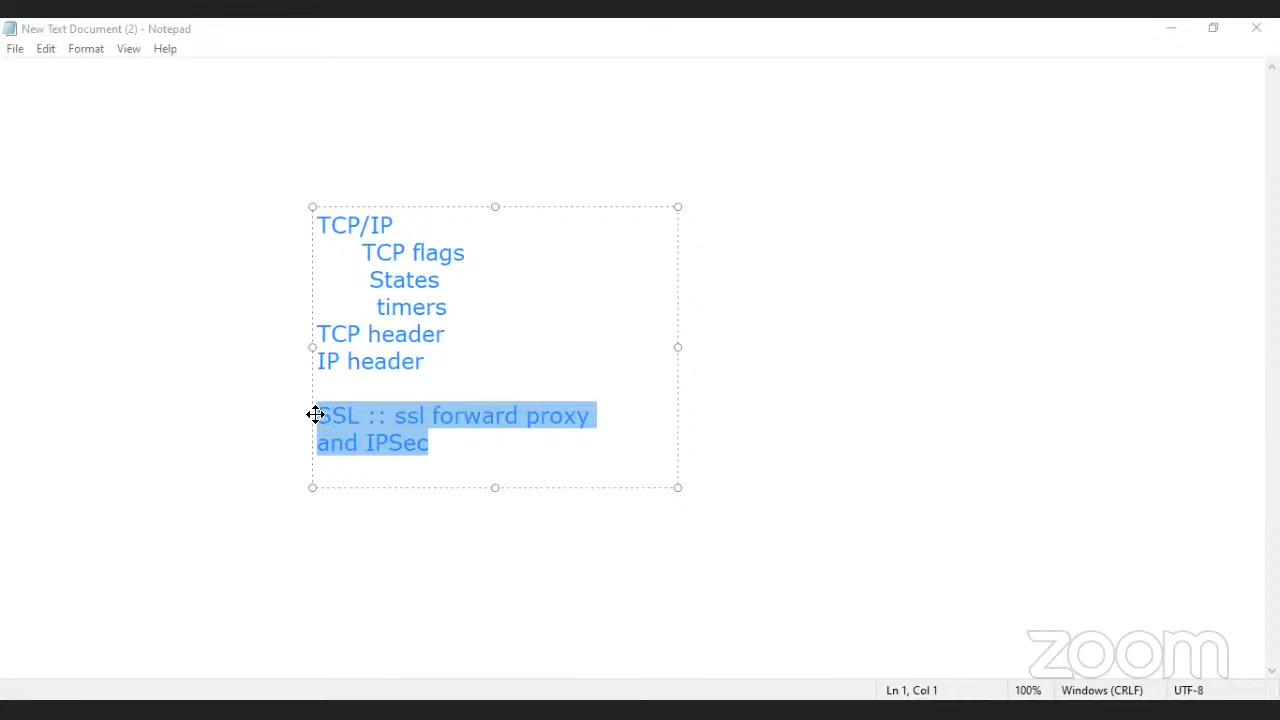 New Text Document (2) - Notepad
File Edit Format View Help
TCP/IP
TCP flags
States
timers
TCP header
IP header
SSL :: ssl forward proxy
and IPSec
zoom
Ln 1, Col 1 100% Windows (CRLF) UTF-8